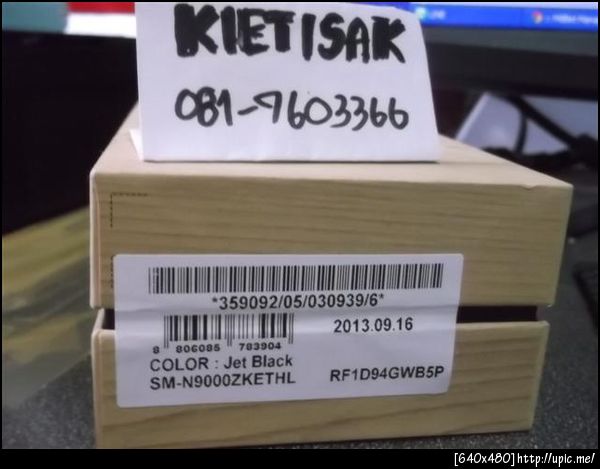 KIETISAK
081-7603366
*359092/05/030939/6*
2013.09.16
8 806085 783904
COLOR : Jet Black
SM-N9000ZKETHL
RF1D94GWB5P
[640x480]http://upic.me/